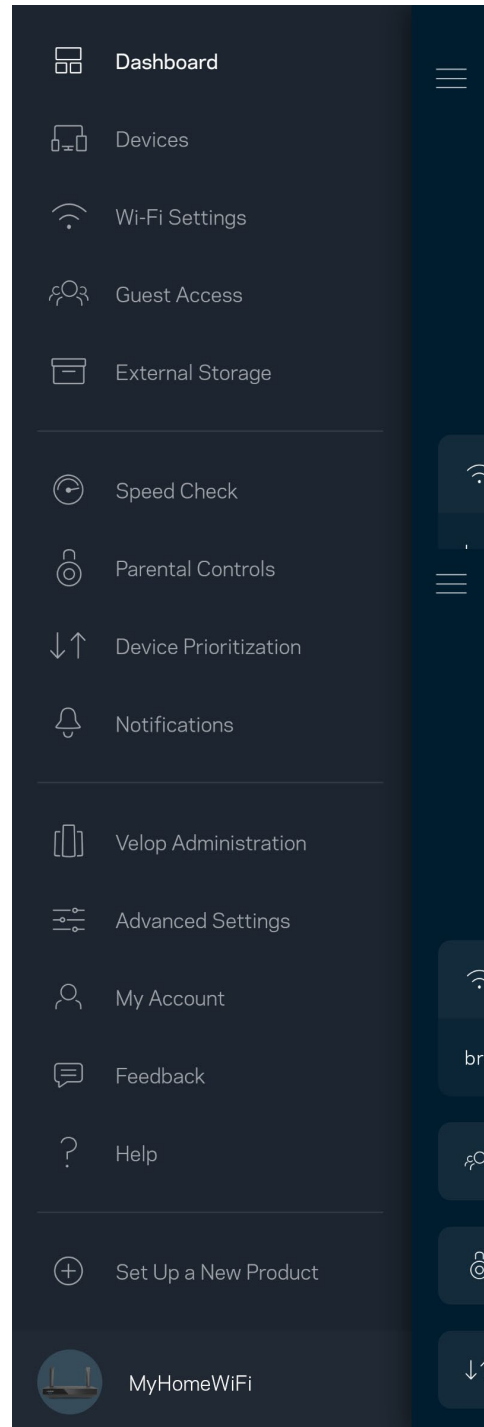 Dashboard
Devices
Wi-Fi Settings
Guest Access
External Storage
Speed Check
Parental Controls
Device Prioritization
Notifications
Velop Administration
Advanced Settings
My Account
br
Feedback
Help
Set Up a New Product
MyHomeWiFi